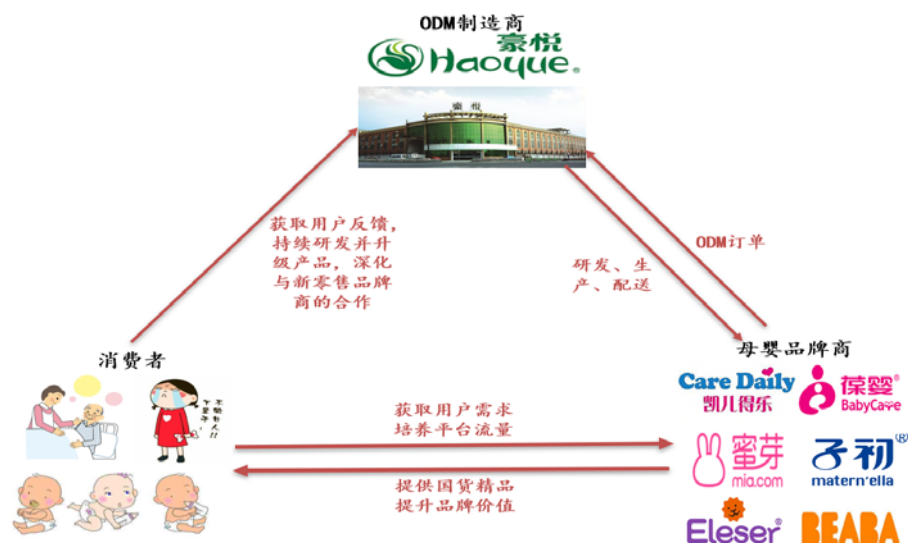 ODM制造商
豪悦
Haoyue®
豪悦
获取用户反馈，
持续研发并升
级产品，深化
与新零售品牌
商的合作
研发、生
产、配送
ODM订单
消费者
母婴品牌商
Care Daily
凯儿得乐
葆婴®
BabyCare
获取用户需求
培养平台流量
蜜芽
mia.com
子初®
matern'ella
提供国货精品
提升品牌价值
Eleser®
BEABA